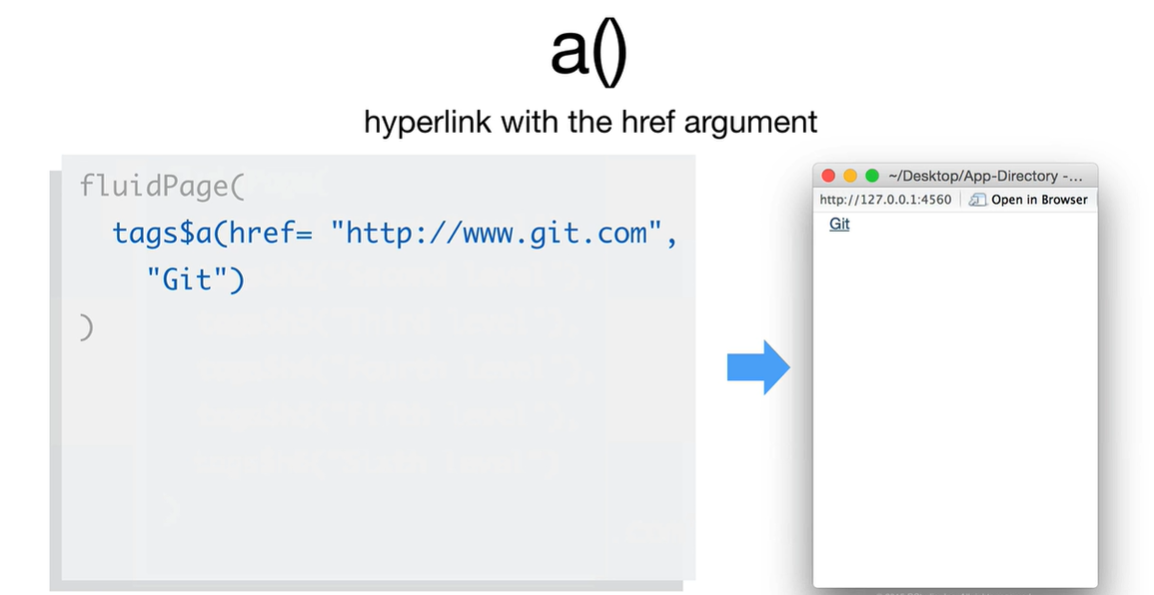 a()
hyperlink with the href argument
fluidPage(
tags$a(href= "http://www.git.com",
"Git")
)
~/Desktop/App-Directory -...
http://127.0.0.1:4560 Open in Browser
Git